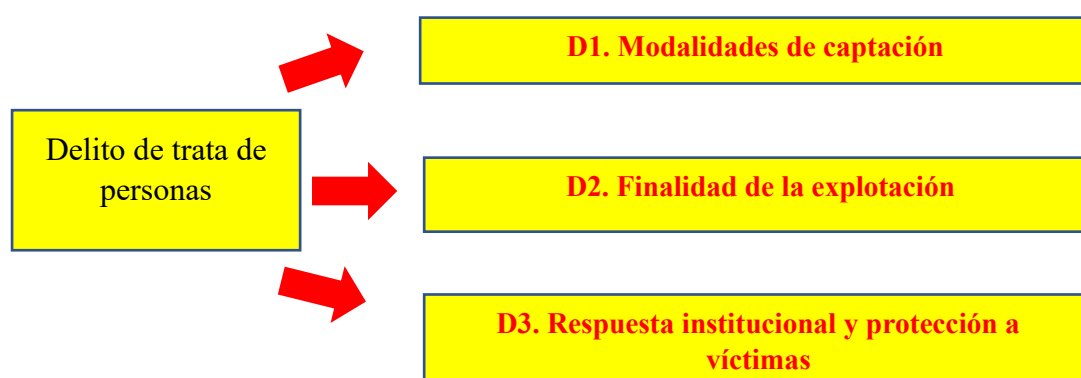 Delito de trata de
personas
D1. Modalidades de captación
D2. Finalidad de la explotación
D3. Respuesta institucional y protección a
víctimas